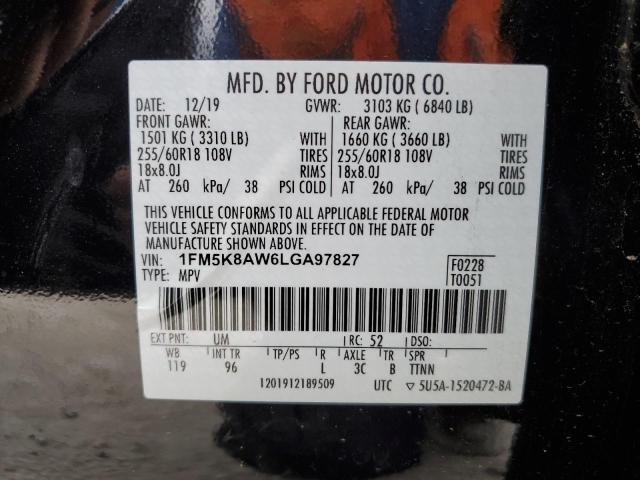 MFD. BY FORD MOTOR CO.
DATE: 12/19 GVWR: 3103 KG ( 6840 LB)
FRONT GAWR: REAR GAWR:
1501 KG ( 3310 LB) WITH 1660 KG ( 3660 LB) WITH
255/60R18 108V TIRES 255/60R18 108V TIRES
18x8.0J RIMS 18x8.0J RIMS
AT 260 kPa/ 38 PSI COLD AT 260 kPa/ 38 PSI COLD
THIS VEHICLE CONFORMS TO ALL APPLICABLE FEDERAL MOTOR
VEHICLE SAFETY STANDARDS IN EFFECT ON THE DATE OF
MANUFACTURE SHOWN ABOVE.
VIN: 1FM5K8AW6LGA97827 F0228
TYPE: MPV T0051
EXT PNT: UM RC: 52 DSO:
WB INT TR TP/PS R AXLE TR SPR
119 96 L 3C B TTNN
1201912189509 UTC ▽ 5U5A-1520472-BA